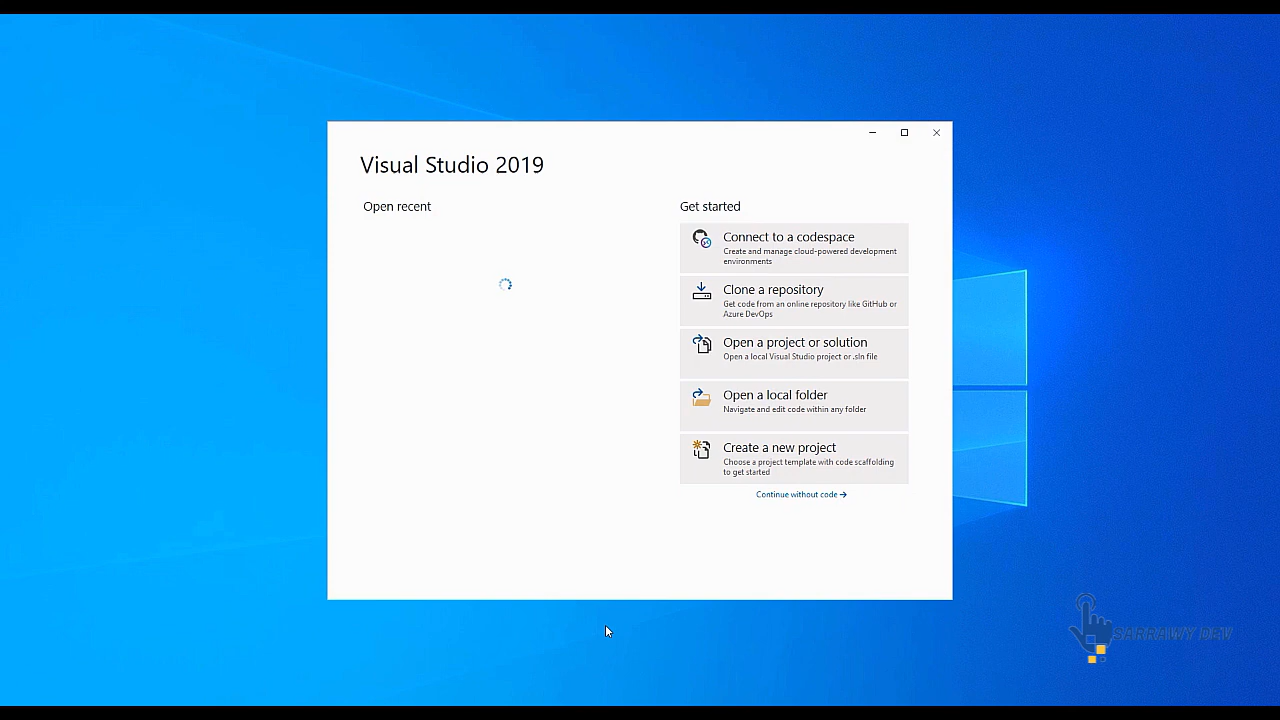 Visual Studio 2019
Open recent
Get started
Connect to a codespace
Create and manage cloud-powered development
environments
Clone a repository
Get code from an online repository like GitHub or
Azure DevOps
Open a project or solution
Open a local Visual Studio project or .sln file
Open a local folder
Navigate and edit code within any folder
Create a new project
Choose a project template with code scaffolding
to get started
Continue without code →
SARRAWY DEV